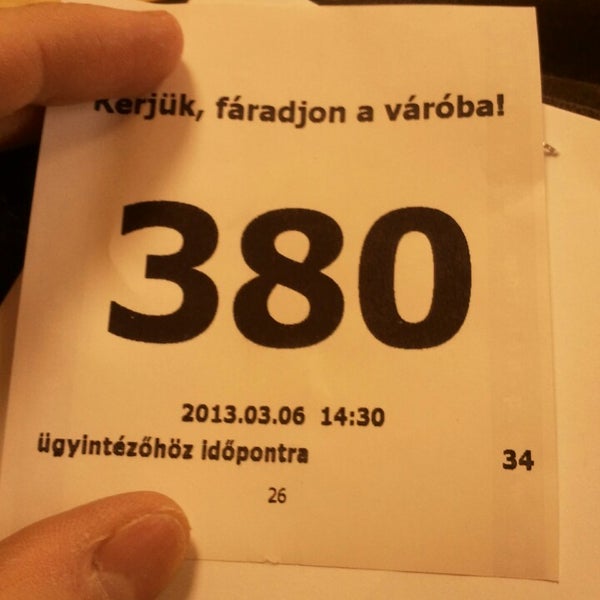 Kérjük, fáradjon a váróba!
380
2013.03.06 14:30
ügyintézőhöz időpontra 34
26